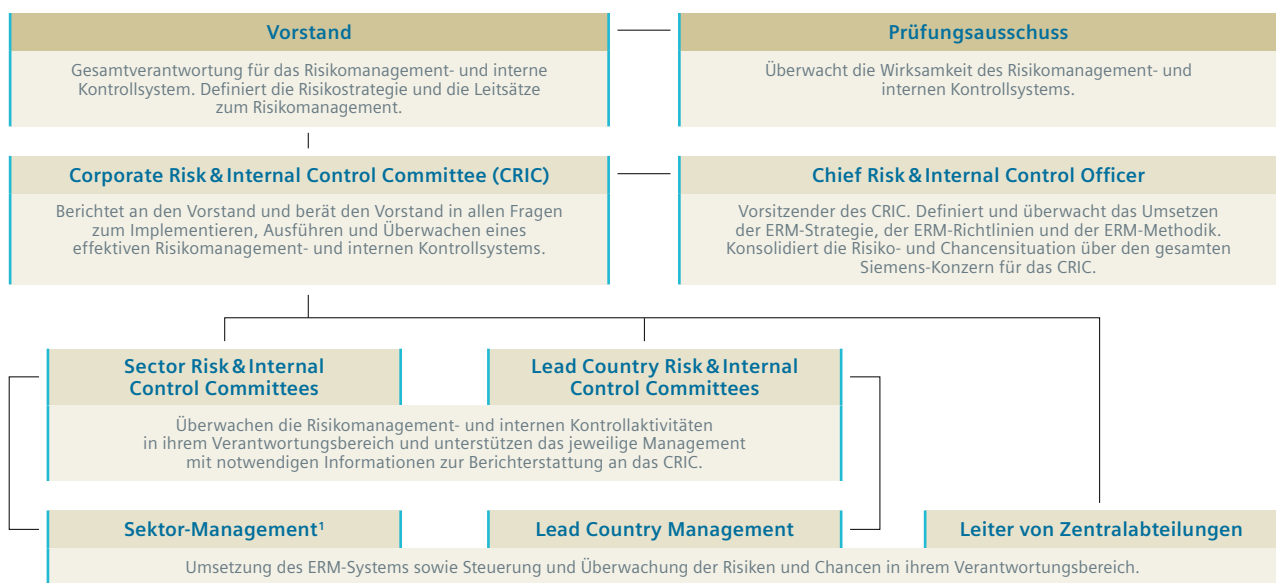 Vorstand
Gesamtverantwortung für das Risikomanagement- und interne
Kontrollsystem. Definiert die Risikostrategie und die Leitsätze
zum Risikomanagement.
Prüfungsausschuss
Überwacht die Wirksamkeit des Risikomanagement- und
internen Kontrollsystems.
Corporate Risk & Internal Control Committee (CRIC)
Berichtet an den Vorstand und berät den Vorstand in allen Fragen
zum Implementieren, Ausführen und Überwachen eines
effektiven Risikomanagement- und internen Kontrollsystems.
Chief Risk & Internal Control Officer
Vorsitzender des CRIC. Definiert und überwacht das Umsetzen
der ERM-Strategie, der ERM-Richtlinien und der ERM-Methodik.
Konsolidiert die Risiko- und Chancensituation über den gesamten
Siemens-Konzern für das CRIC.
Sector Risk & Internal
Control Committees
Lead Country Risk & Internal
Control Committees
Überwachen die Risikomanagement- und internen Kontrollaktivitäten
in ihrem Verantwortungsbereich und unterstützen das jeweilige Management
mit notwendigen Informationen zur Berichterstattung an das CRIC.
Sektor-Management¹
Lead Country Management
Leiter von Zentralabteilungen
Umsetzung des ERM-Systems sowie Steuerung und Überwachung der Risiken und Chancen in ihrem Verantwortungsbereich.